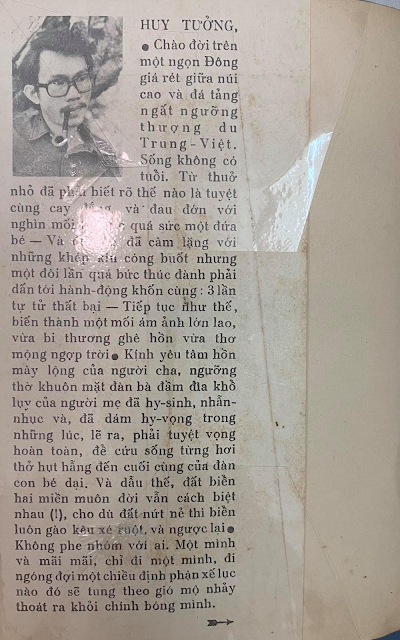 HUY TƯỞNG,
● Chào đời trên
một ngọn Đông
giá rét giữa núi
cao và đá tảng
ngất ngưỡng
thượng du
Trung-Việt.
Sống không có
tuổi. Từ thuở
nhỏ đã phải biết rõ thế nào là tuyệt
cùng cay đắng và đau đớn với
nghìn mối quá sức một đứa
bé — Và đã câm lặng với
những khốn khó cóng buốt nhưng
một đôi lần quá bức thúc đành phải
dấn tới hành-động khốn cùng : 3 lần
tự tử thất bại — Tiếp tục như thế,
biến thành một mối ám ảnh lớn lao,
vừa bi thương ghê hồn vừa thơ
mộng ngợp trời ● Kính yêu tâm hồn
mày lộng của người cha, ngưỡng
thờ khuôn mặt đàn bà đầm đìa khổ
lụy của người mẹ đã hy-sinh, nhẫn-
nhục và, đã dám hy-vọng trong
những lúc, lẽ ra, phải tuyệt vọng
hoàn toàn, để cứu sống từng hơi
thở hụt hẫng đến cuối cùng của đàn
con bé dại. Và dẫu thế, đất biển
hai miền muôn đời vẫn cách biệt
nhau (!), cho dù đất nứt nẻ thì biển
luôn gào kêu xé ruột, và ngược lại ●
Không phe nhóm với ai. Một mình
và mãi mãi, chỉ đi một mình, đi
ngóng đợi một chiều định phận xế lục
nào đó sẽ tung theo gió mộ nhảy
thoát ra khỏi chính bóng mình.